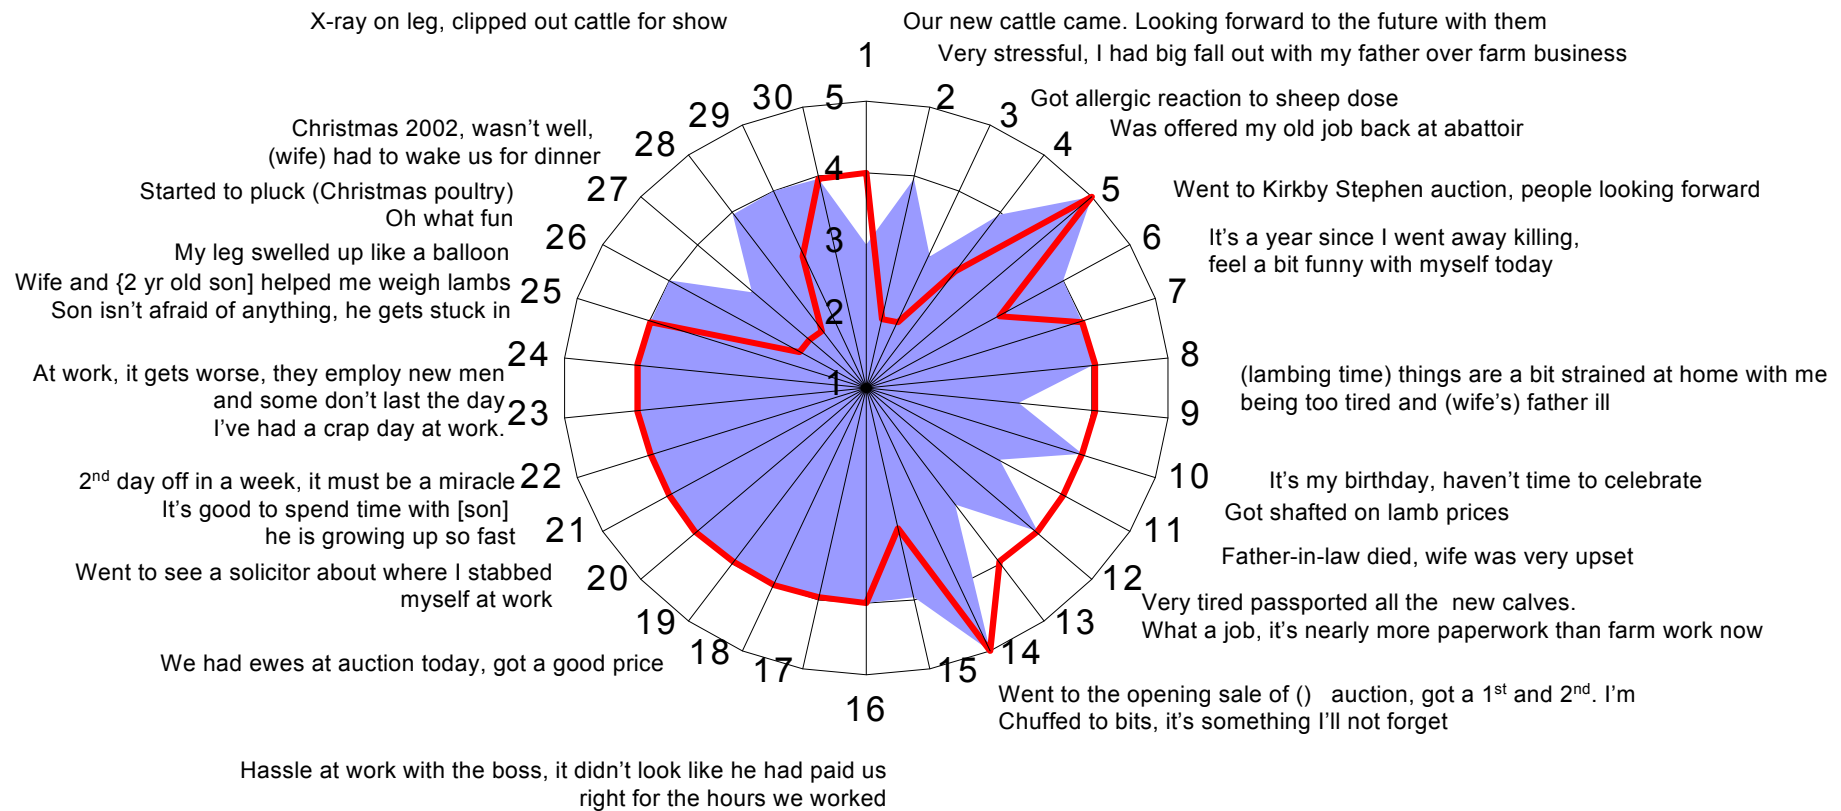 X-ray on leg, clipped out cattle for show
Our new cattle came. Looking forward to the future with them
Very stressful, I had big fall out with my father over farm business
Got allergic reaction to sheep dose
Was offered my old job back at abattoir
Went to Kirkby Stephen auction, people looking forward
It's a year since I went away killing,
feel a bit funny with myself today
(lambing time) things are a bit strained at home with me
being too tired and (wife's) father ill
It's my birthday, haven't time to celebrate
Got shafted on lamb prices
Father-in-law died, wife was very upset
Very tired passported all the  new calves.
What a job, it's nearly more paperwork than farm work now
Went to the opening sale of ()   auction, got a 1st and 2nd. I'm
Chuffed to bits, it's something I'll not forget
Hassle at work with the boss, it didn't look like he had paid us
right for the hours we worked
We had ewes at auction today, got a good price
Went to see a solicitor about where I stabbed
myself at work
2nd day off in a week, it must be a miracle
It's good to spend time with [son]
he is growing up so fast
At work, it gets worse, they employ new men
and some don't last the day
I've had a crap day at work.
Wife and {2 yr old son] helped me weigh lambs
Son isn't afraid of anything, he gets stuck in
My leg swelled up like a balloon
Started to pluck (Christmas poultry)
Oh what fun
Christmas 2002, wasn't well,
(wife) had to wake us for dinner
1
2
3
4
5
6
7
8
9
10
11
12
13
14
15
16
17
18
19
20
21
22
23
24
25
26
27
28
29
30
5
4
3
2
1